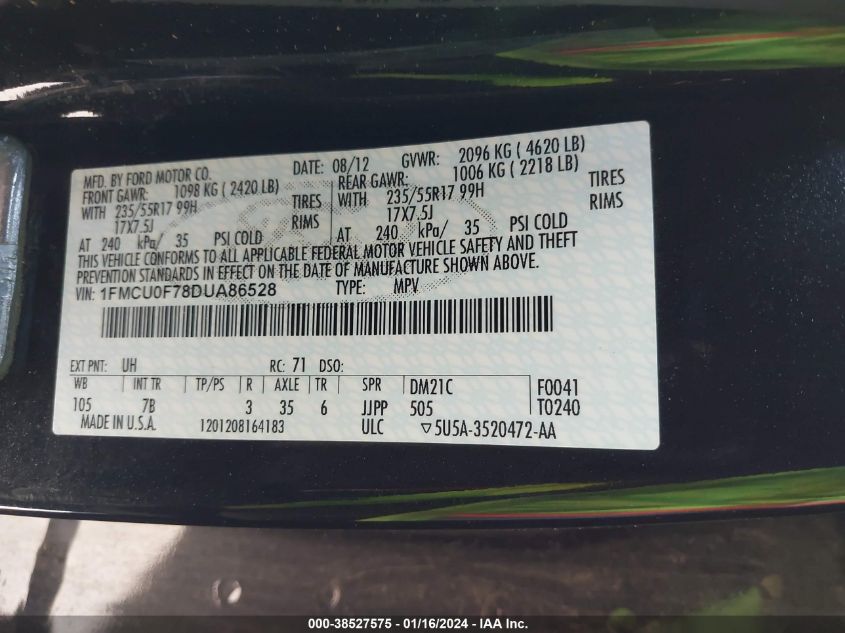 MFD. BY FORD MOTOR CO. DATE: 08/12 GVWR: 2096 KG ( 4620 LB)
FRONT GAWR: 1098 KG ( 2420 LB) REAR GAWR: 1006 KG ( 2218 LB)
WITH 235/55R17 99H TIRES WITH 235/55R17 99H TIRES
17X7.5J RIMS 17X7.5J RIMS
AT 240 kPa/ 35 PSI COLD AT 240 kPa/ 35 PSI COLD
THIS VEHICLE CONFORMS TO ALL APPLICABLE FEDERAL MOTOR VEHICLE SAFETY AND THEFT
PREVENTION STANDARDS IN EFFECT ON THE DATE OF MANUFACTURE SHOWN ABOVE.
VIN: 1FMCU0F78DUA86528 TYPE: MPV
EXT PNT: UH RC: 71 DSO:
WB INT TR TP/PS R AXLE TR SPR DM21C F0041
105 7B 3 35 6 JJPP 505 T0240
MADE IN U.S.A. 1201208164183 ULC ▽5U5A-3520472-AA
000-38527575 - 01/16/2024 - IAA Inc.